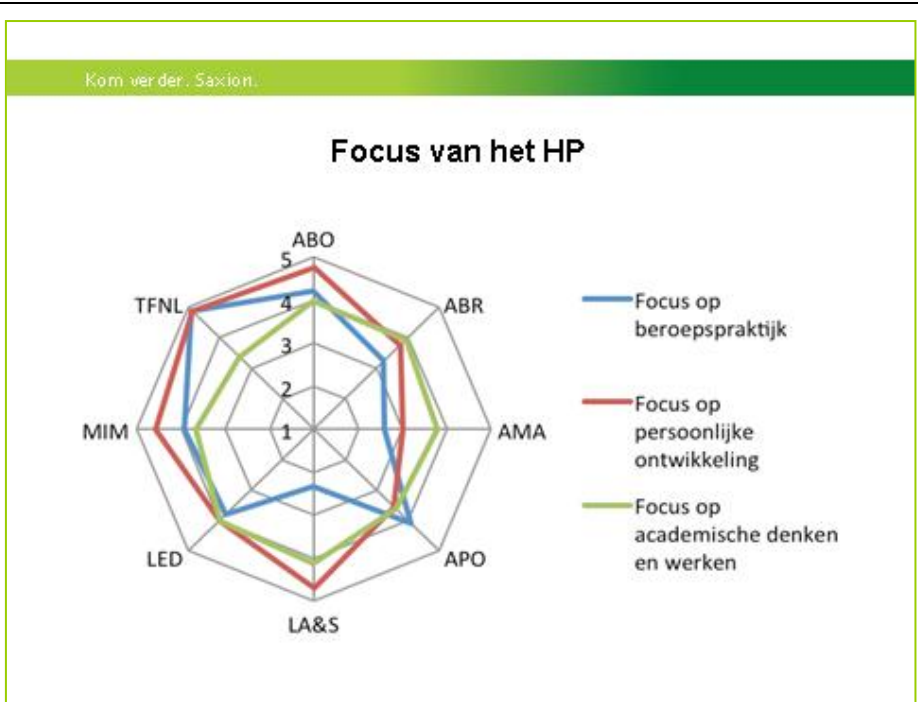 Kom verder. Saxion.
Focus van het HP
ABO
5
TFNL
4
ABR
3
2
MIM
1
AMA
LED
APO
LA&S
Focus op
beroepspraktijk
Focus op
persoonlijke
ontwikkeling
Focus op
academische denken
en werken